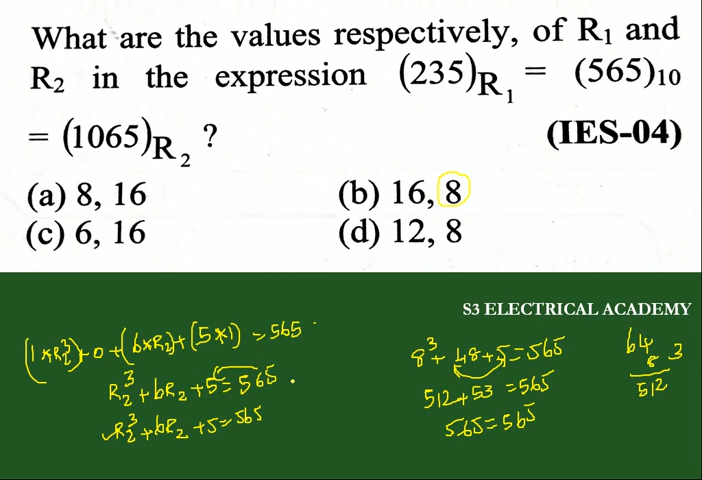 What are the values respectively, of R₁ and
R₂ in the expression (235)R₁ = (565)₁₀
= (1065)R₂ ? (IES-04)
(a) 8, 16 (b) 16, 8
(c) 6, 16 (d) 12, 8
S3 ELECTRICAL ACADEMY
(1×R₂³)+0+(6×R₂)+(5*1)=565
R₂³+6R₂+5=565
R₂³+6R₂+5=565
8³+48+5=565
512+53=565
565=565
64
8 3
512